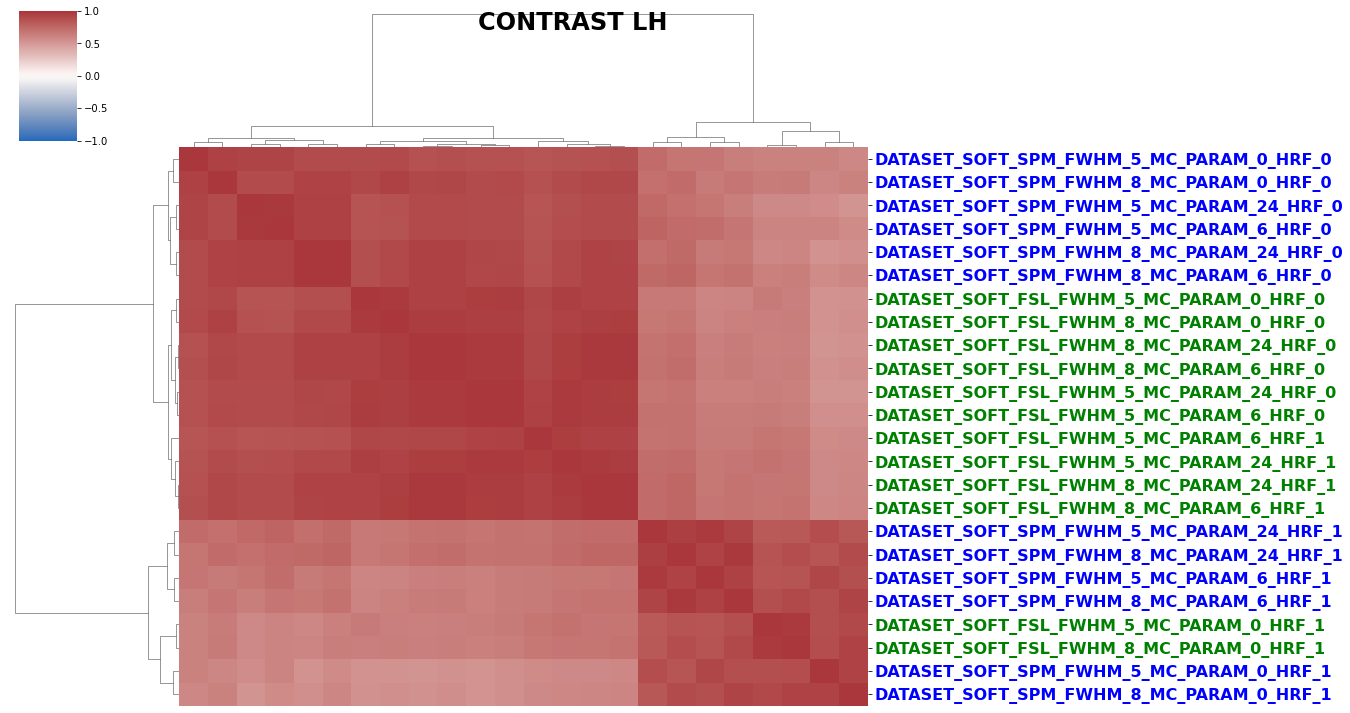 CONTRAST LH
1.0
0.5
0.0
−0.5
−1.0
DATASET_SOFT_SPM_FWHM_5_MC_PARAM_0_HRF_0
DATASET_SOFT_SPM_FWHM_8_MC_PARAM_0_HRF_0
DATASET_SOFT_SPM_FWHM_5_MC_PARAM_24_HRF_0
DATASET_SOFT_SPM_FWHM_5_MC_PARAM_6_HRF_0
DATASET_SOFT_SPM_FWHM_8_MC_PARAM_24_HRF_0
DATASET_SOFT_SPM_FWHM_8_MC_PARAM_6_HRF_0
DATASET_SOFT_FSL_FWHM_5_MC_PARAM_0_HRF_0
DATASET_SOFT_FSL_FWHM_8_MC_PARAM_0_HRF_0
DATASET_SOFT_FSL_FWHM_8_MC_PARAM_24_HRF_0
DATASET_SOFT_FSL_FWHM_8_MC_PARAM_6_HRF_0
DATASET_SOFT_FSL_FWHM_5_MC_PARAM_24_HRF_0
DATASET_SOFT_FSL_FWHM_5_MC_PARAM_6_HRF_0
DATASET_SOFT_FSL_FWHM_5_MC_PARAM_6_HRF_1
DATASET_SOFT_FSL_FWHM_5_MC_PARAM_24_HRF_1
DATASET_SOFT_FSL_FWHM_8_MC_PARAM_24_HRF_1
DATASET_SOFT_FSL_FWHM_8_MC_PARAM_6_HRF_1
DATASET_SOFT_SPM_FWHM_5_MC_PARAM_24_HRF_1
DATASET_SOFT_SPM_FWHM_8_MC_PARAM_24_HRF_1
DATASET_SOFT_SPM_FWHM_5_MC_PARAM_6_HRF_1
DATASET_SOFT_SPM_FWHM_8_MC_PARAM_6_HRF_1
DATASET_SOFT_FSL_FWHM_5_MC_PARAM_0_HRF_1
DATASET_SOFT_FSL_FWHM_8_MC_PARAM_0_HRF_1
DATASET_SOFT_SPM_FWHM_5_MC_PARAM_0_HRF_1
DATASET_SOFT_SPM_FWHM_8_MC_PARAM_0_HRF_1